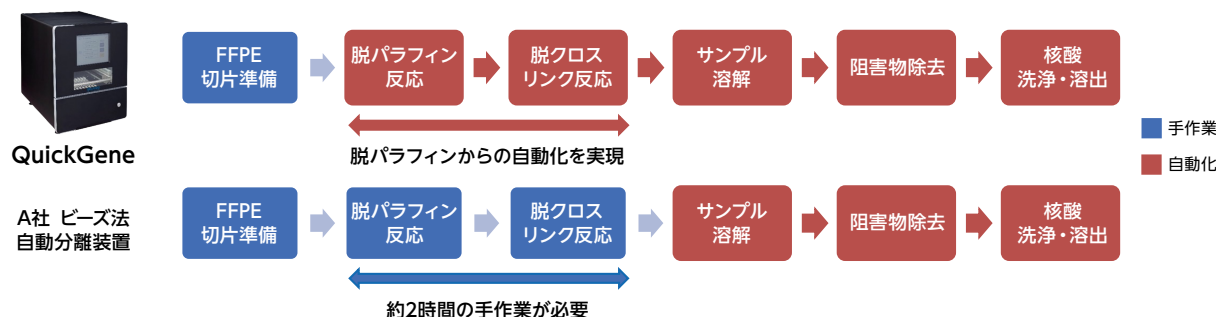 FFPE
切片準備
脱パラフィン
反応
脱クロス
リンク反応
サンプル
溶解
阻害物除去
核酸
洗浄・溶出
QuickGene
脱パラフィンからの自動化を実現
手作業
自動化
A社 ビーズ法
自動分離装置
FFPE
切片準備
脱パラフィン
反応
脱クロス
リンク反応
サンプル
溶解
阻害物除去
核酸
洗浄・溶出
約2時間の手作業が必要